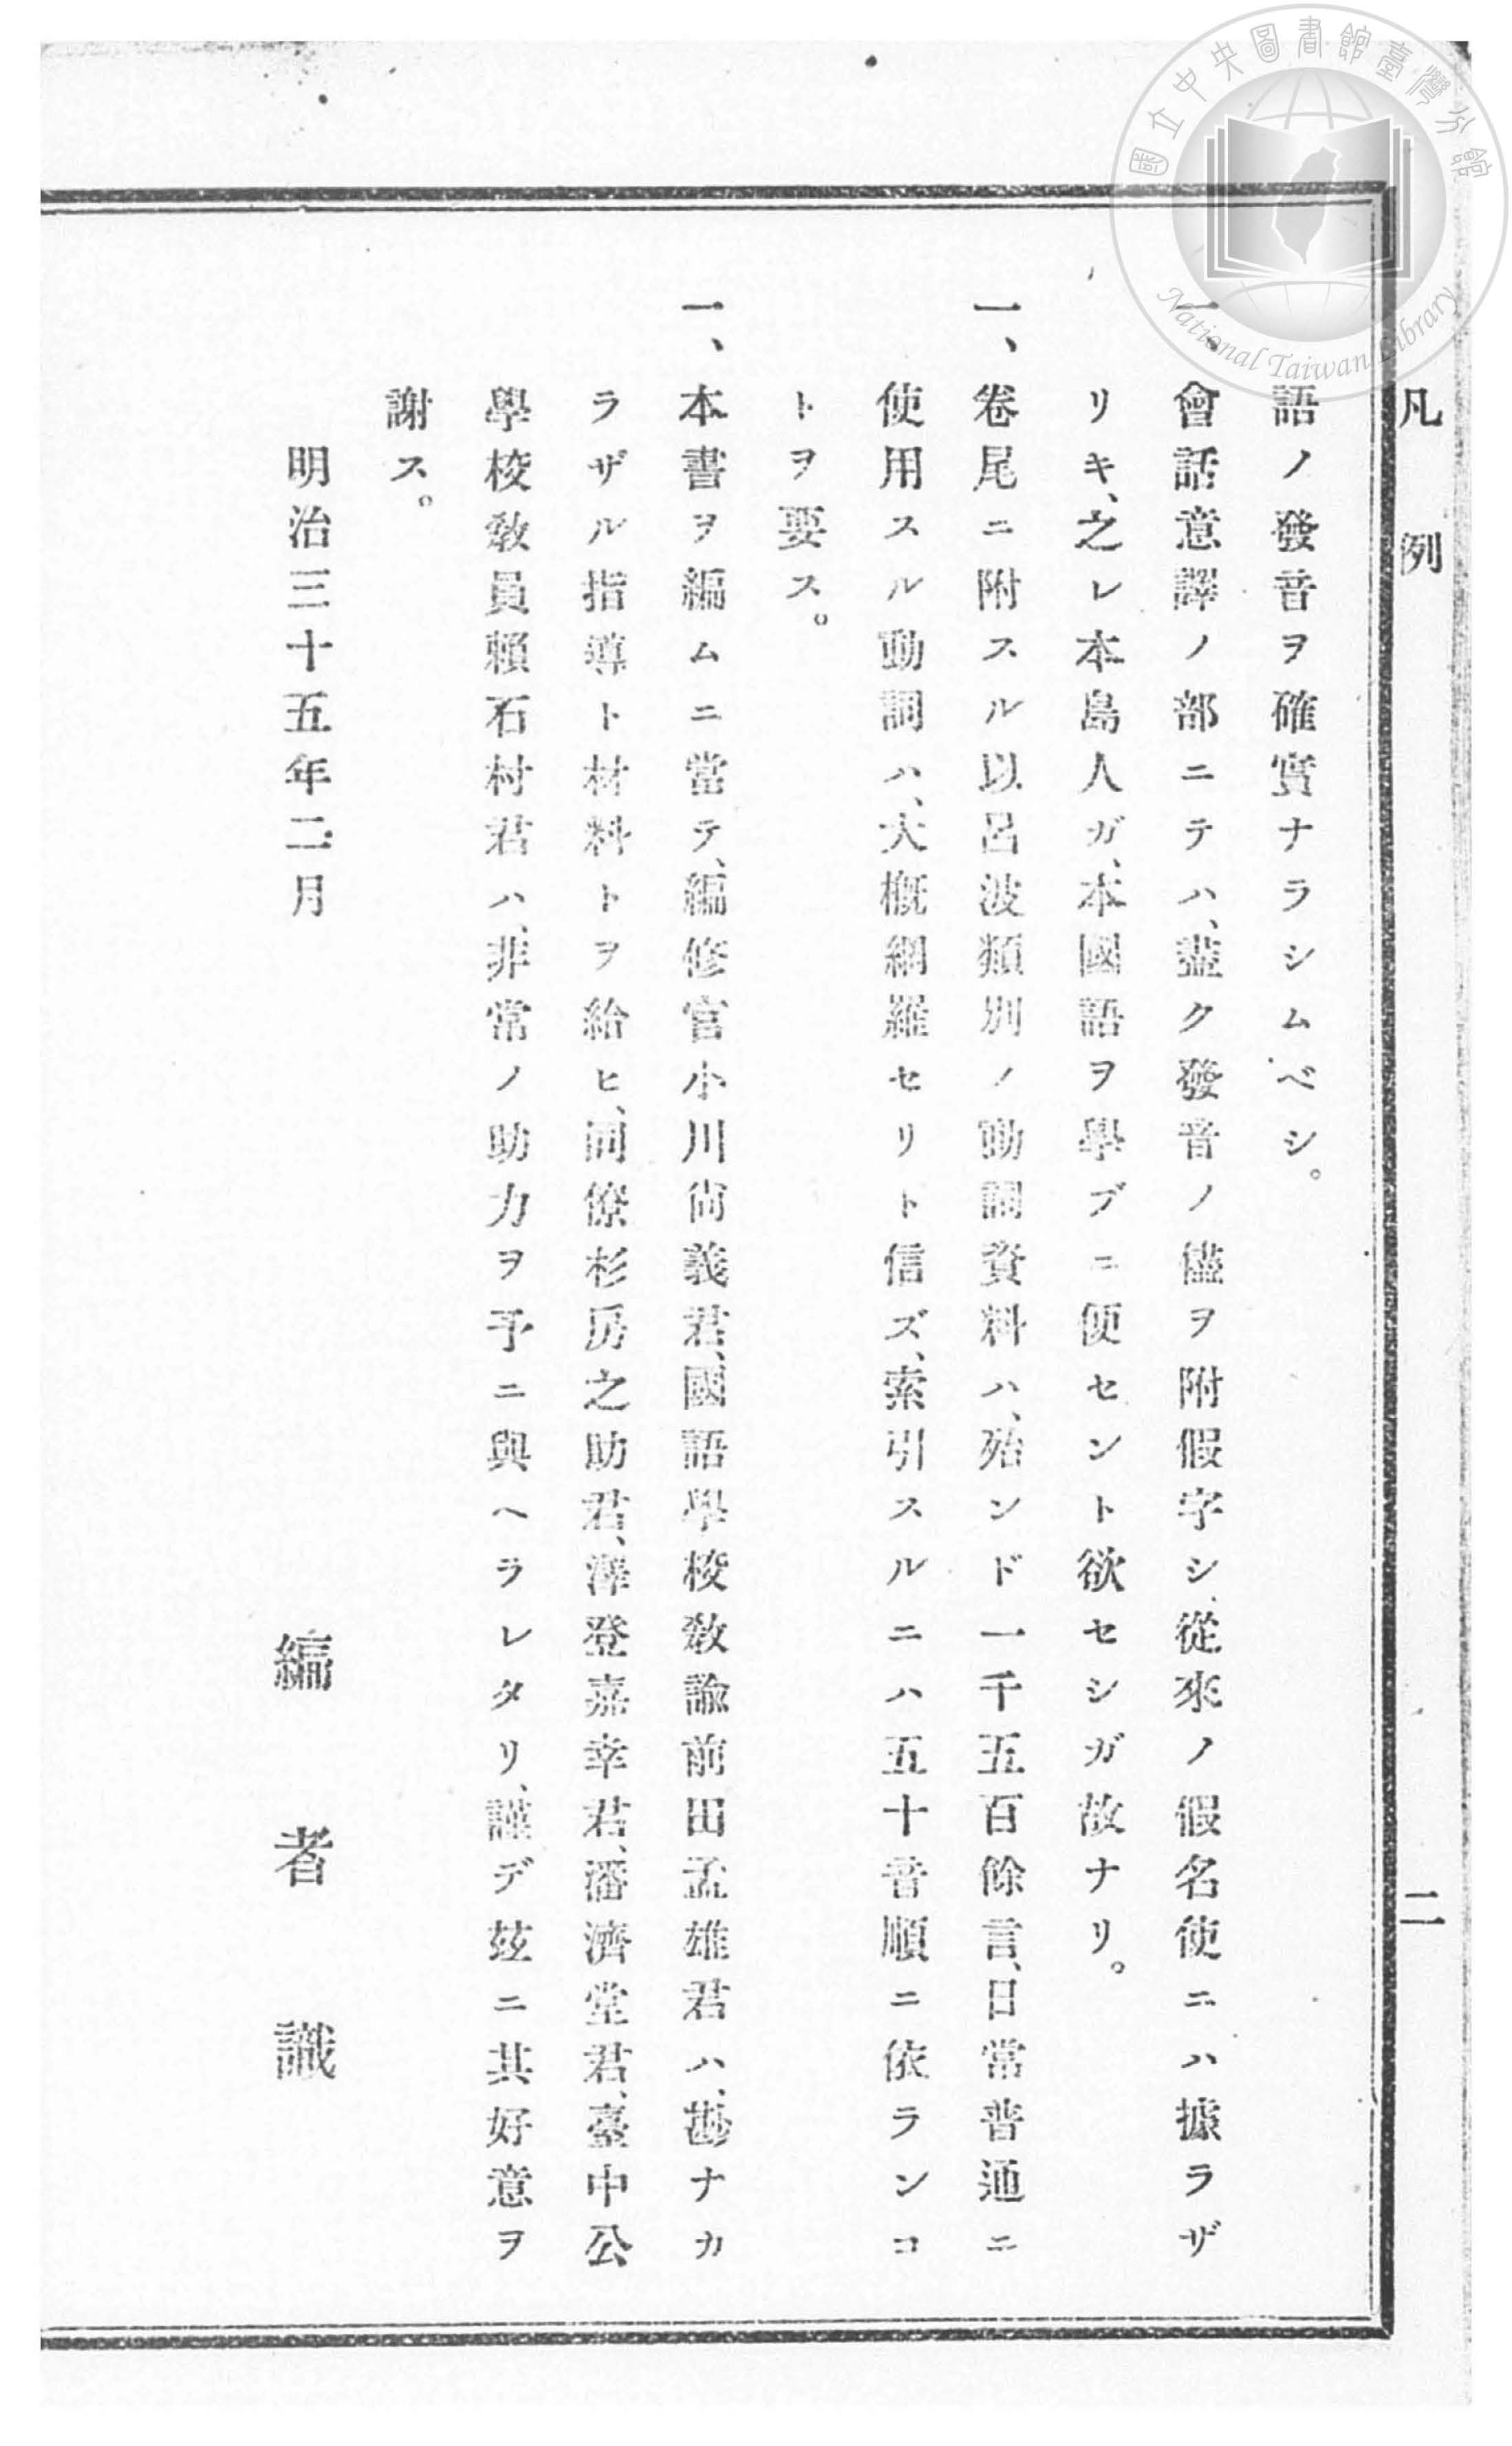 國立中央圖書館臺灣分館
National Taiwan Library
凡例
二
語ノ發音ヲ確實ナラシムベシ。
一、會話意譯ノ部ニテハ、盡ク發音ノ儘ヲ附假字シ、從來ノ假名使ニハ據ラザ
リキ、之レ本島人ガ、本國語ヲ學ブニ便セント欲セシガ故ナリ。
一、卷尾ニ附スル以呂波類別ノ動詞資料ハ、殆ンド一千五百餘言、日常普通ニ
使用スル動詞ハ、大槪網羅セリト信ズ、索引スルニハ五十音順ニ依ランコ
トヲ要ス。
一、本書ヲ編ムニ當テ、編修官小川尙義君、國語學校敎諭前田孟雄君ハ、尠ナカ
ラザル指導ト材料トヲ給ヒ、同僚杉房之助君、澤登嘉幸君、潘濟堂君、臺中公
學校敎員賴石村君ハ、非常ノ助力ヲ予ニ與ヘラレタリ、謹デ玆ニ其好意ヲ
謝ス。
明治三十五年二月
編者識